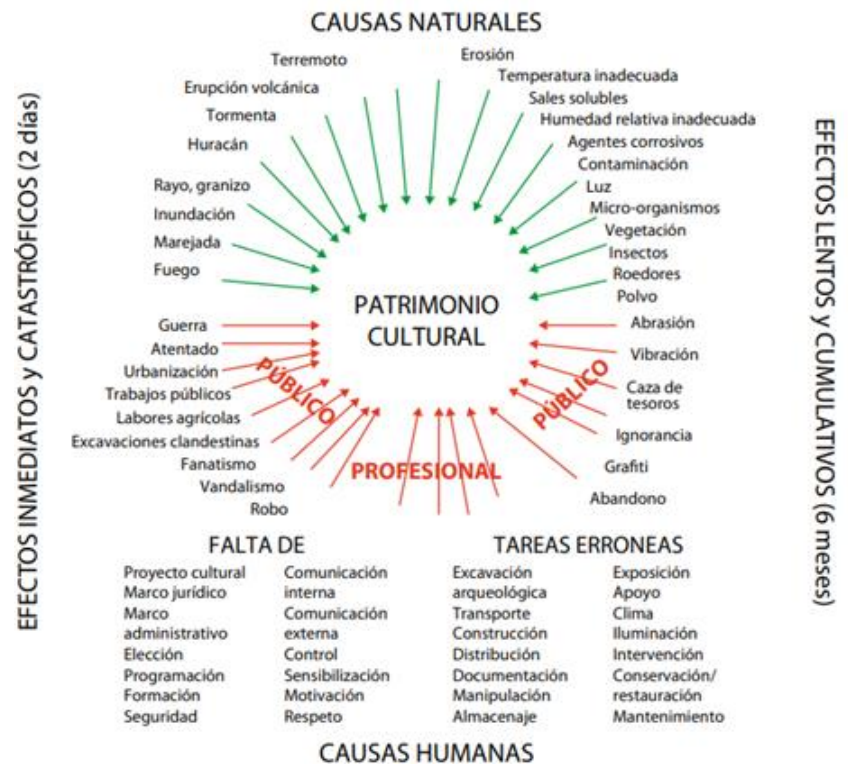 CAUSAS NATURALES
Terremoto
Erupción volcánica
Tormenta
Huracán
Rayo, granizo
Inundación
Marejada
Fuego
Erosión
Temperatura inadecuada
Sales solubles
Humedad relativa inadecuada
Agentes corrosivos
Contaminación
Luz
Micro-organismos
Vegetación
Insectos
Roedores
Polvo
EFECTOS INMEDIATOS y CATASTRÓFICOS (2 días)
EFECTOS LENTOS y CUMULATIVOS (6 meses)
PATRIMONIO
CULTURAL
Guerra
Atentado
Urbanización
Trabajos públicos
Labores agrícolas
Excavaciones clandestinas
Fanatismo
Vandalismo
Robo
PÚBLICO
PROFESIONAL
PÚBLICO
Abrasión
Vibración
Caza de
tesoros
Ignorancia
Grafiti
Abandono
FALTA DE
Proyecto cultural
Marco jurídico
Marco
administrativo
Elección
Programación
Formación
Seguridad
Comunicación
interna
Comunicación
externa
Control
Sensibilización
Motivación
Respeto
TAREAS ERRONEAS
Excavación
arqueológica
Transporte
Construcción
Distribución
Documentación
Manipulación
Almacenaje
Exposición
Apoyo
Clima
Iluminación
Intervención
Conservación/
restauración
Mantenimiento
CAUSAS HUMANAS